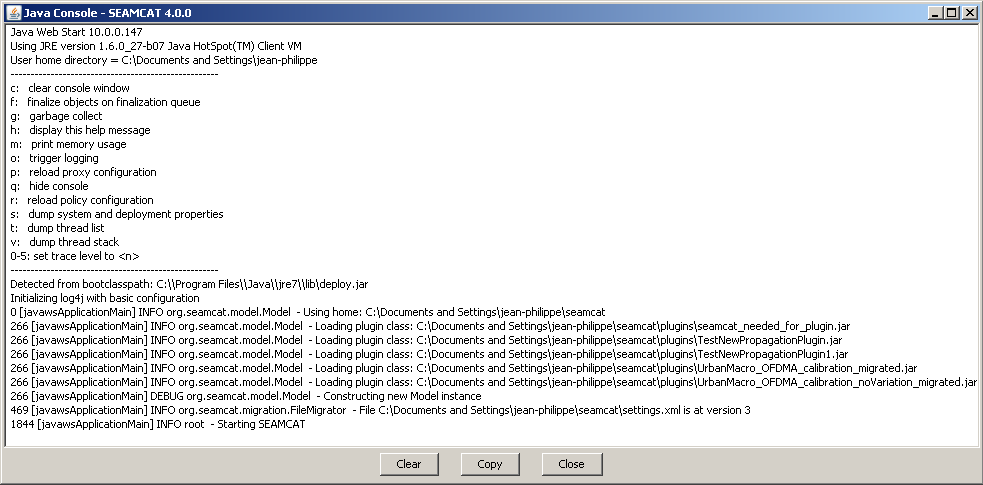 Java Console - SEAMCAT 4.0.0
Java Web Start 10.0.0.147
Using JRE version 1.6.0_27-b07 Java HotSpot(TM) Client VM
User home directory = C:\Documents and Settings\jean-philippe
----------------------------------------------------
c:   clear console window
f:   finalize objects on finalization queue
g:   garbage collect
h:   display this help message
m:   print memory usage
o:   trigger logging
p:   reload proxy configuration
q:   hide console
r:   reload policy configuration
s:   dump system and deployment properties
t:   dump thread list
v:   dump thread stack
0-5: set trace level to <n>
----------------------------------------------------
Detected from bootclasspath: C:\\Program Files\\Java\\jre7\\lib\deploy.jar
Initializing log4j with basic configuration
0 [javawsApplicationMain] INFO org.seamcat.model.Model  - Using home: C:\Documents and Settings\jean-philippe\seamcat
266 [javawsApplicationMain] INFO org.seamcat.model.Model  - Loading plugin class: C:\Documents and Settings\jean-philippe\seamcat\plugins\seamcat_needed_for_plugin.jar
266 [javawsApplicationMain] INFO org.seamcat.model.Model  - Loading plugin class: C:\Documents and Settings\jean-philippe\seamcat\plugins\TestNewPropagationPlugin.jar
266 [javawsApplicationMain] INFO org.seamcat.model.Model  - Loading plugin class: C:\Documents and Settings\jean-philippe\seamcat\plugins\TestNewPropagationPlugin1.jar
266 [javawsApplicationMain] INFO org.seamcat.model.Model  - Loading plugin class: C:\Documents and Settings\jean-philippe\seamcat\plugins\UrbanMacro_OFDMA_calibration_migrated.jar
266 [javawsApplicationMain] INFO org.seamcat.model.Model  - Loading plugin class: C:\Documents and Settings\jean-philippe\seamcat\plugins\UrbanMacro_OFDMA_calibration_noVariation_migrated.jar
266 [javawsApplicationMain] DEBUG org.seamcat.model.Model  - Constructing new Model instance
469 [javawsApplicationMain] INFO org.seamcat.migration.FileMigrator  - File C:\Documents and Settings\jean-philippe\seamcat\settings.xml is at version 3
1844 [javawsApplicationMain] INFO root  - Starting SEAMCAT
Clear Copy Close